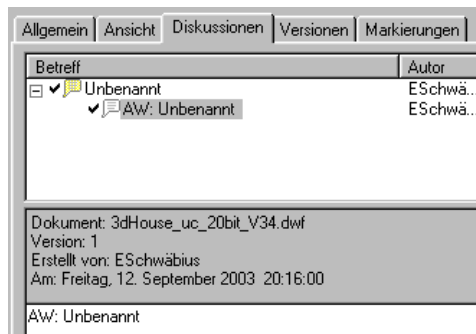 Allgemein Ansicht Diskussionen Versionen Markierungen
Betreff Autor
Unbenannt ESchwä...
AW: Unbenannt ESchwä...
Dokument: 3dHouse_uc_20bit_V34.dwf
Version: 1
Erstellt von: ESchwäbius
Am: Freitag, 12. September 2003 20:16:00
AW: Unbenannt